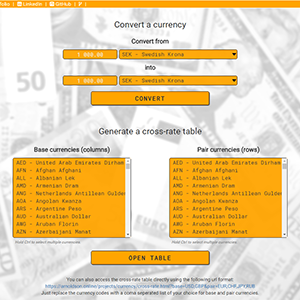 LinkedIn GitHub P
Convert a currency
Convert from
1 000.00 SEK - Swedish Krona
into
1 000.00 SEK - Swedish Krona
CONVERT
Generate a cross-rate table
Base currencies (columns) Pair currencies (rows)
AED - United Arab Emirates Dirham AED - United Arab Emirates Dirham
AFN - Afghan Afghani AFN - Afghan Afghani
ALL - Albanian Lek ALL - Albanian Lek
AMD - Armenian Dram AMD - Armenian Dram
ANG - Netherlands Antillean Gulden ANG - Netherlands Antillean Gulden
AOA - Angolan Kwanza AOA - Angolan Kwanza
ARS - Argentine Peso ARS - Argentine Peso
AUD - Australian Dollar AUD - Australian Dollar
AWG - Aruban Florin AWG - Aruban Florin
AZN - Azerbaijani Manat AZN - Azerbaijani Manat
Hold Ctrl to select multiple currencies Hold Ctrl to select multiple currencies
OPEN TABLE
You can also access the cross-rate table directly using the following url format:
Just replace the currency codes with a coma separated list of your choice for base and pair currencies.